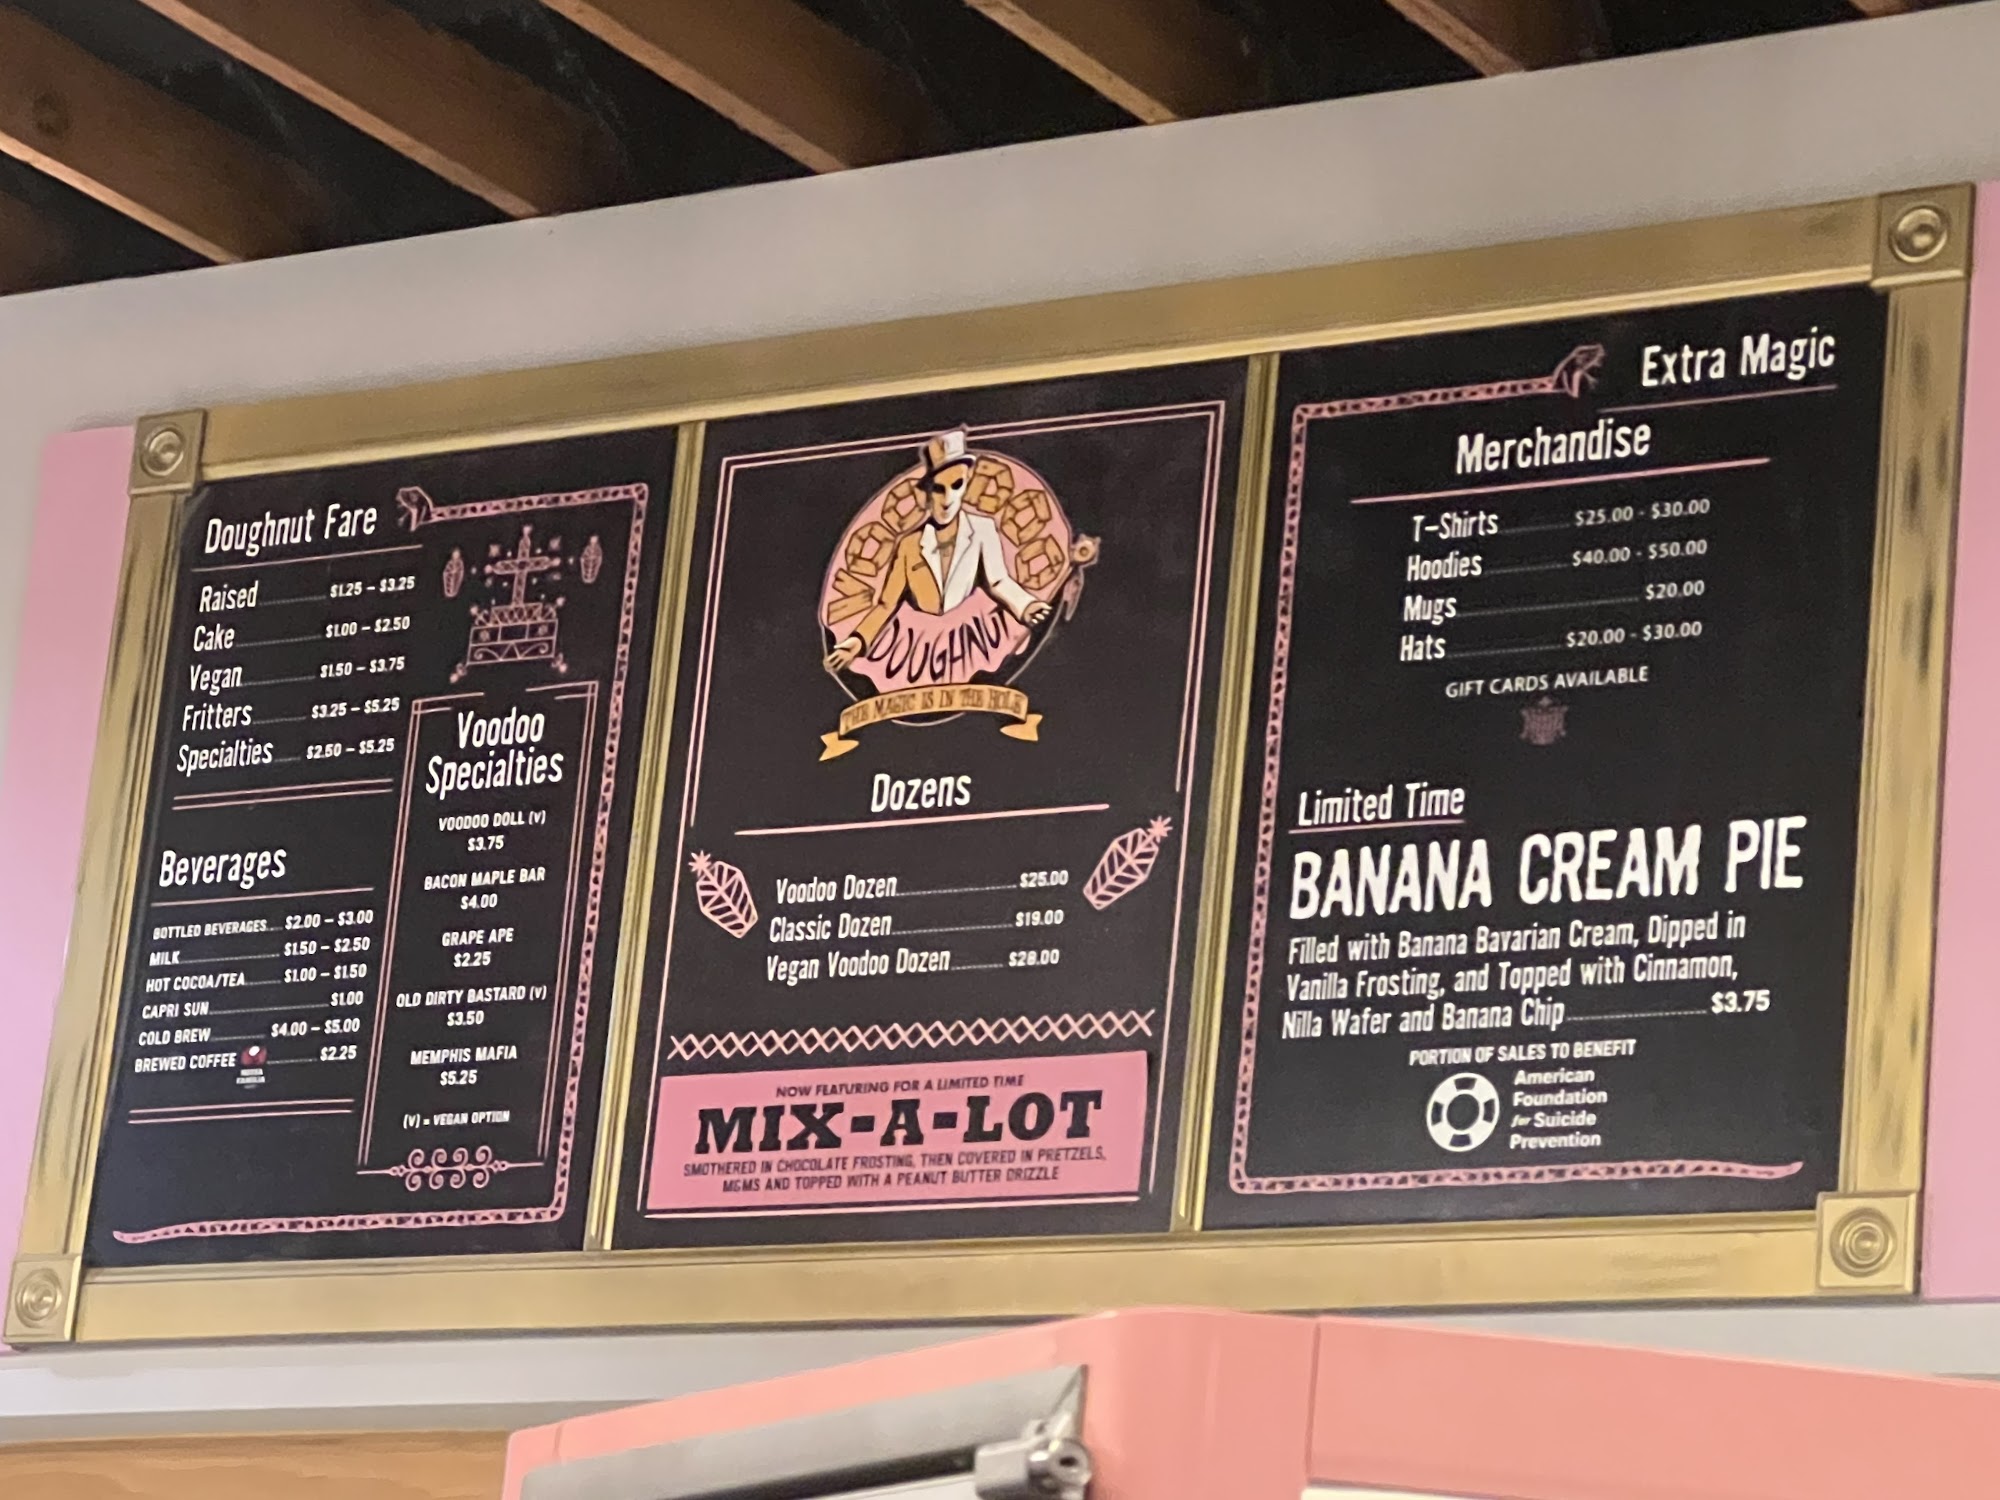 Doughnut Fare
Raised $1.25 – $3.25
Cake $1.00 – $2.50
Vegan $1.50 – $3.75
Fritters $3.25 – $5.25
Specialties $2.50 – $5.25
Beverages
BOTTLED BEVERAGES $2.00 – $3.00
MILK $1.50 – $2.50
HOT COCOA/TEA $1.00 – $1.50
CAPRI SUN $1.00
COLD BREW $4.00 – $5.00
BREWED COFFEE $2.25
Voodoo
Specialties
VOODOO DOLL (V)
$3.75
BACON MAPLE BAR
$4.00
GRAPE APE
$2.25
OLD DIRTY BASTARD (V)
$3.50
MEMPHIS MAFIA
$5.25
(V) = VEGAN OPTION
VOODOO DOUGHNUT
THE MAGIC IS IN THE HOLE
Dozens
Voodoo Dozen $25.00
Classic Dozen $19.00
Vegan Voodoo Dozen $28.00
NOW FEATURING FOR A LIMITED TIME
MIX-A-LOT
SMOTHERED IN CHOCOLATE FROSTING, THEN COVERED IN PRETZELS,
M&MS AND TOPPED WITH A PEANUT BUTTER DRIZZLE
Extra Magic
Merchandise
T-Shirts $25.00 - $30.00
Hoodies $40.00 - $50.00
Mugs $20.00
Hats $20.00 - $30.00
GIFT CARDS AVAILABLE
Limited Time
BANANA CREAM PIE
Filled with Banana Bavarian Cream, Dipped in
Vanilla Frosting, and Topped with Cinnamon,
Nilla Wafer and Banana Chip $3.75
PORTION OF SALES TO BENEFIT
American
Foundation
for Suicide
Prevention